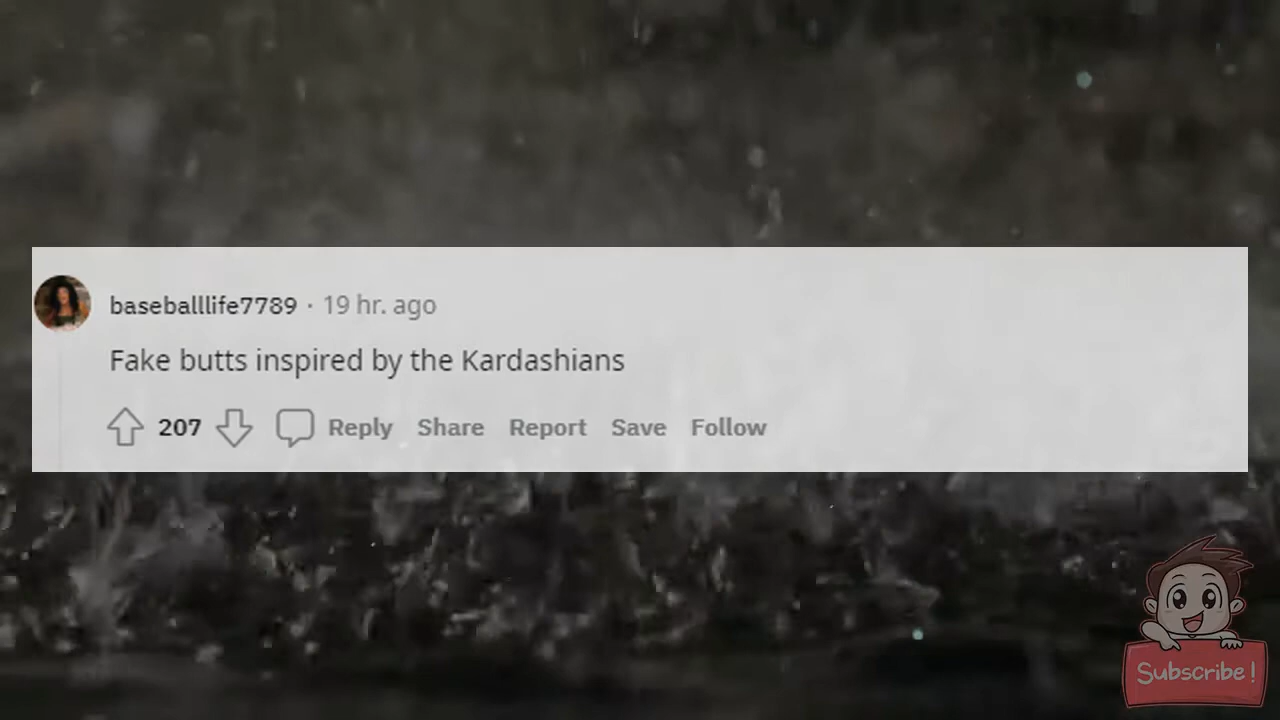 baseballlife7789 · 19 hr. ago
Fake butts inspired by the Kardashians
207 Reply Share Report Save Follow
Subscribe!